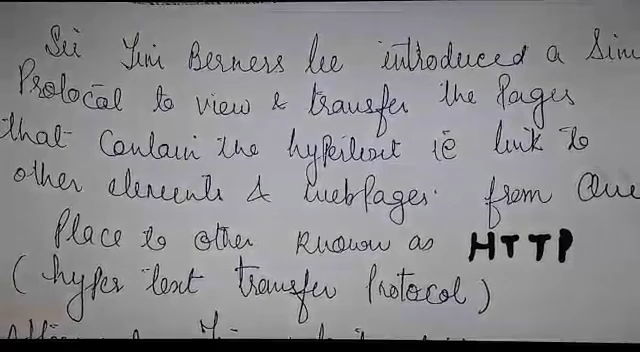 Sir Tim Berners lee introduced a Sim
Protocal to view & transfer the Pages
that Contain the hypertext ie link to
other elements & webpages from One
Place to other Known as HTTP
(hyper text transfer Protocol)